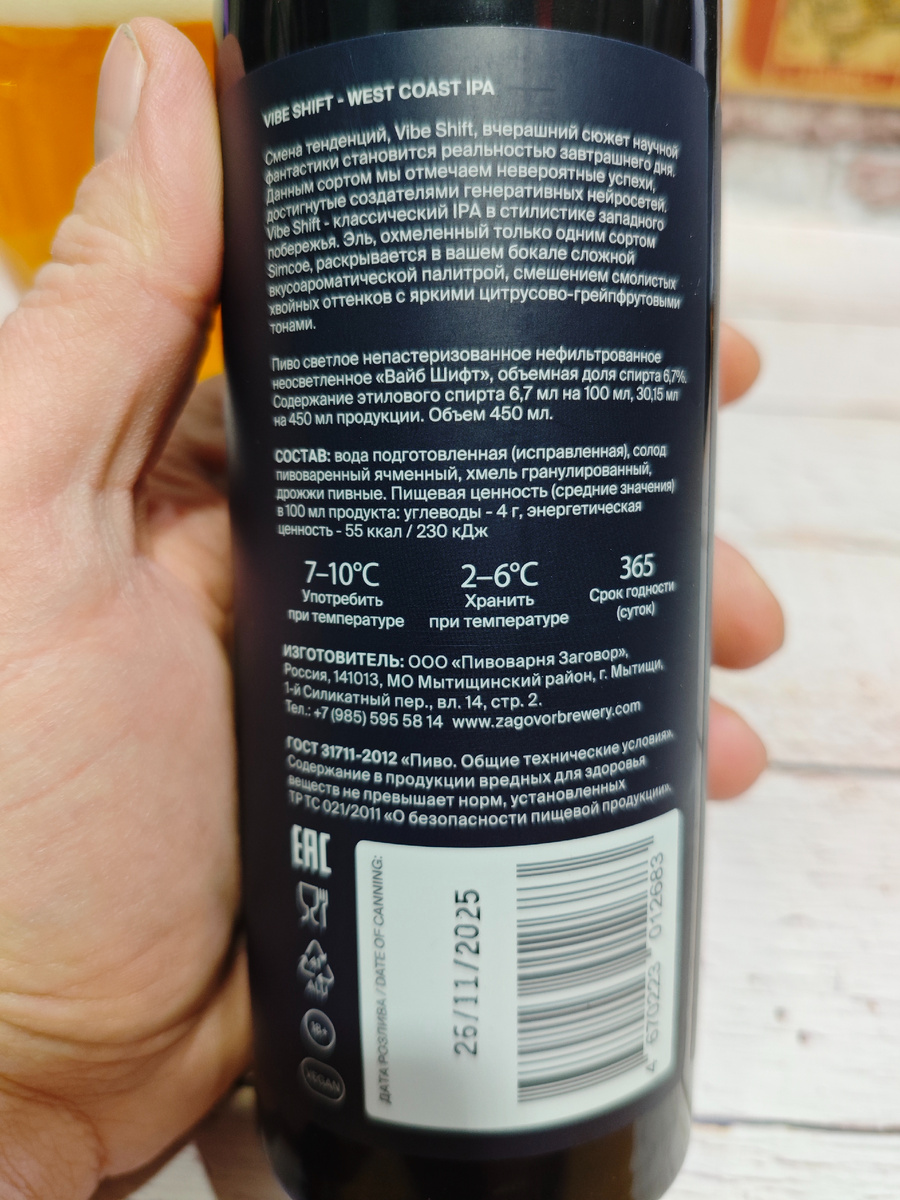 VIBE SHIFT - WEST COAST IPA
Смена тенденций, Vibe Shift, вчерашний сюжет научной
фантастики становится реальностью завтрашнего дня.
Данным сортом мы отмечаем невероятные успехи,
достигнутые создателями генеративных нейросетей.
Vibe Shift - классический IPA в стилистике западного
побережья. Эль, охмеленный только одним сортом
Simcoe, раскрывается в вашем бокале сложной
вкусоароматической палитрой, смешением смолистых
хвойных оттенков с яркими цитрусово-грейпфрутовыми
тонами.
Пиво светлое непастеризованное нефильтрованное
неосветленное «Вайб Шифт», объемная доля спирта 6,7%.
Содержание этилового спирта 6,7 мл на 100 мл, 30,15 мл
на 450 мл продукции. Объем 450 мл.
СОСТАВ: вода подготовленная (исправленная), солод
пивоваренный ячменный, хмель гранулированный,
дрожжи пивные. Пищевая ценность (средние значения)
в 100 мл продукта: углеводы - 4 г, энергетическая
ценность - 55 ккал / 230 кДж
7–10°C 2–6°C 365
Употребить Хранить Срок годности
при температуре при температуре (суток)
ИЗГОТОВИТЕЛЬ: ООО «Пивоварня Заговор»,
Россия, 141013, МО Мытищинский район, г. Мытищи,
1-й Силикатный пер., вл. 14, стр. 2.
Тел.: +7 (985) 595 58 14 www.zagovorbrewery.com
ГОСТ 31711-2012 «Пиво. Общие технические условия».
Содержание в продукции вредных для здоровья
веществ не превышает норм, установленных
ТР ТС 021/2011 «О безопасности пищевой продукции».
EAC
18+
VEGAN
ДАТА РОЗЛИВА / DATE OF CANNING:
25/11/2025
4 670223 012683